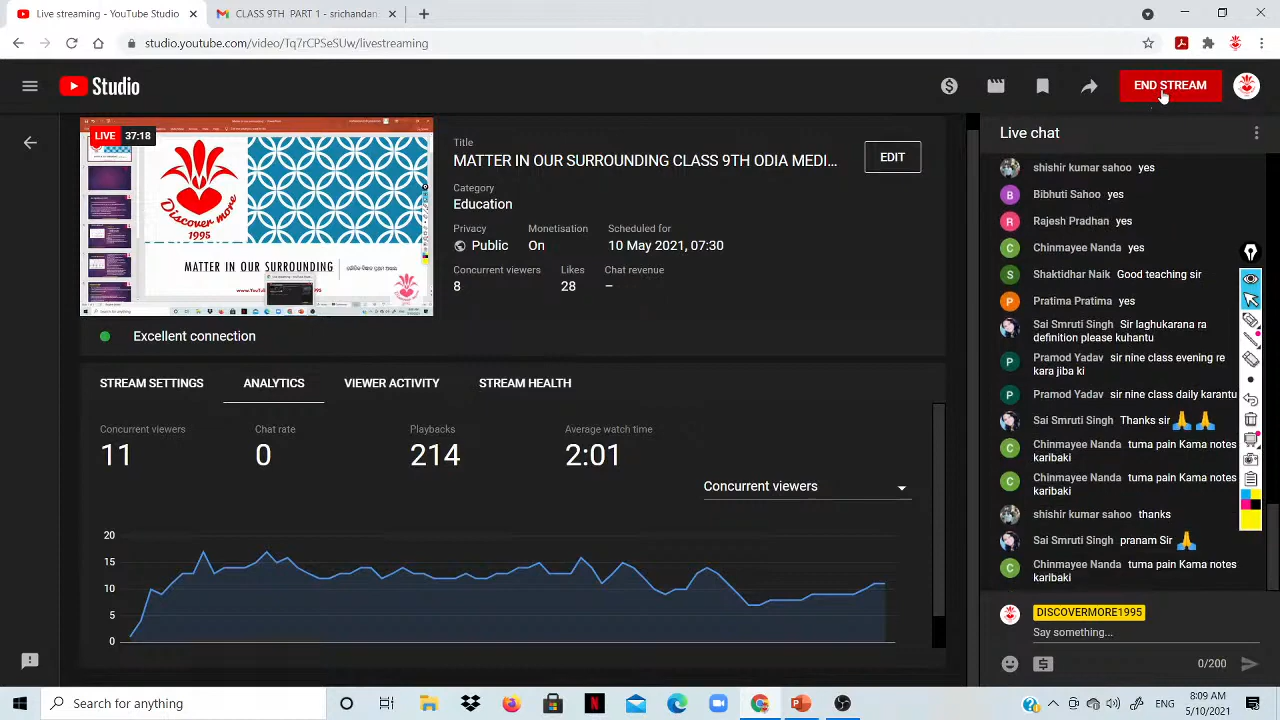 Live streaming - YouTube Studio
CLASS 9TH PART 1 - srichandan
studio.youtube.com/video/Tq7rCPSeSUw/livestreaming
Studio
END STREAM
LIVE 37:18
Discover more
1995
MATTER IN OUR SURROUNDING
Title
MATTER IN OUR SURROUNDING CLASS 9TH ODIA MEDI...
EDIT
Category
Education
Privacy Monetisation Scheduled for
Public On 10 May 2021, 07:30
Concurrent viewers Likes Chat revenue
8 28 –
Excellent connection
STREAM SETTINGS ANALYTICS VIEWER ACTIVITY STREAM HEALTH
Concurrent viewers Chat rate Playbacks Average watch time
11 0 214 2:01
Concurrent viewers
20
15
10
5
0
Live chat
shishir kumar sahoo yes
B Bibhuti Sahoo yes
R Rajesh Pradhan yes
C Chinmayee Nanda yes
Shaktidhar Naik Good teaching sir
P Pratima Pratima yes
Sai Smruti Singh Sir laghukarana ra
definition please kuhantu
P Pramod Yadav sir nine class evening re
kara jiba ki
P Pramod Yadav sir nine class daily karantu
Sai Smruti Singh Thanks sir 🙏 🙏
C Chinmayee Nanda tuma pain Kama notes
karibaki
C Chinmayee Nanda tuma pain Kama notes
karibaki
shishir kumar sahoo thanks
Sai Smruti Singh pranam Sir 🙏
C Chinmayee Nanda tuma pain Kama notes
karibaki
DISCOVERMORE1995
Say something...
0/200
Search for anything
ENG
8:09 AM
5/10/2021